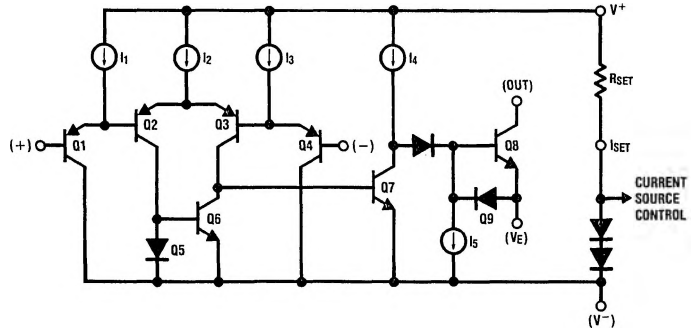 V+
I1
I2
I3
I4
RSET
(OUT)
(+)
Q1
Q2
Q3
Q4
(−)
Q8
ISET
Q7
CURRENT
SOURCE
CONTROL
Q6
Q9
Q5
I5
(VE)
(V−)